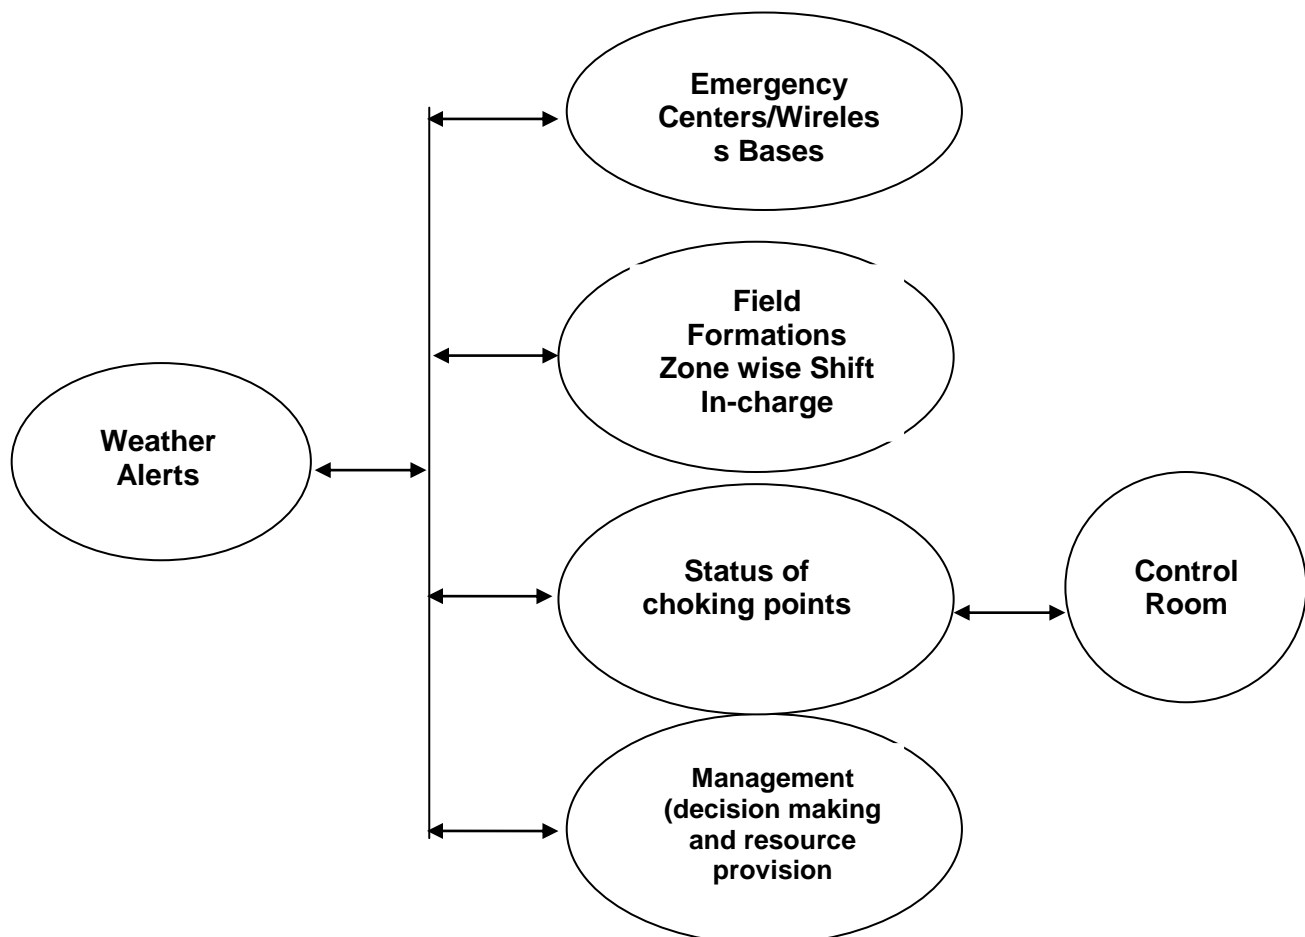 Emergency
Centers/Wireles
s Bases
Field
Formations
Zone wise Shift
In-charge
Weather
Alerts
Status of
choking points
Control
Room
Management
(decision making
and resource
provision